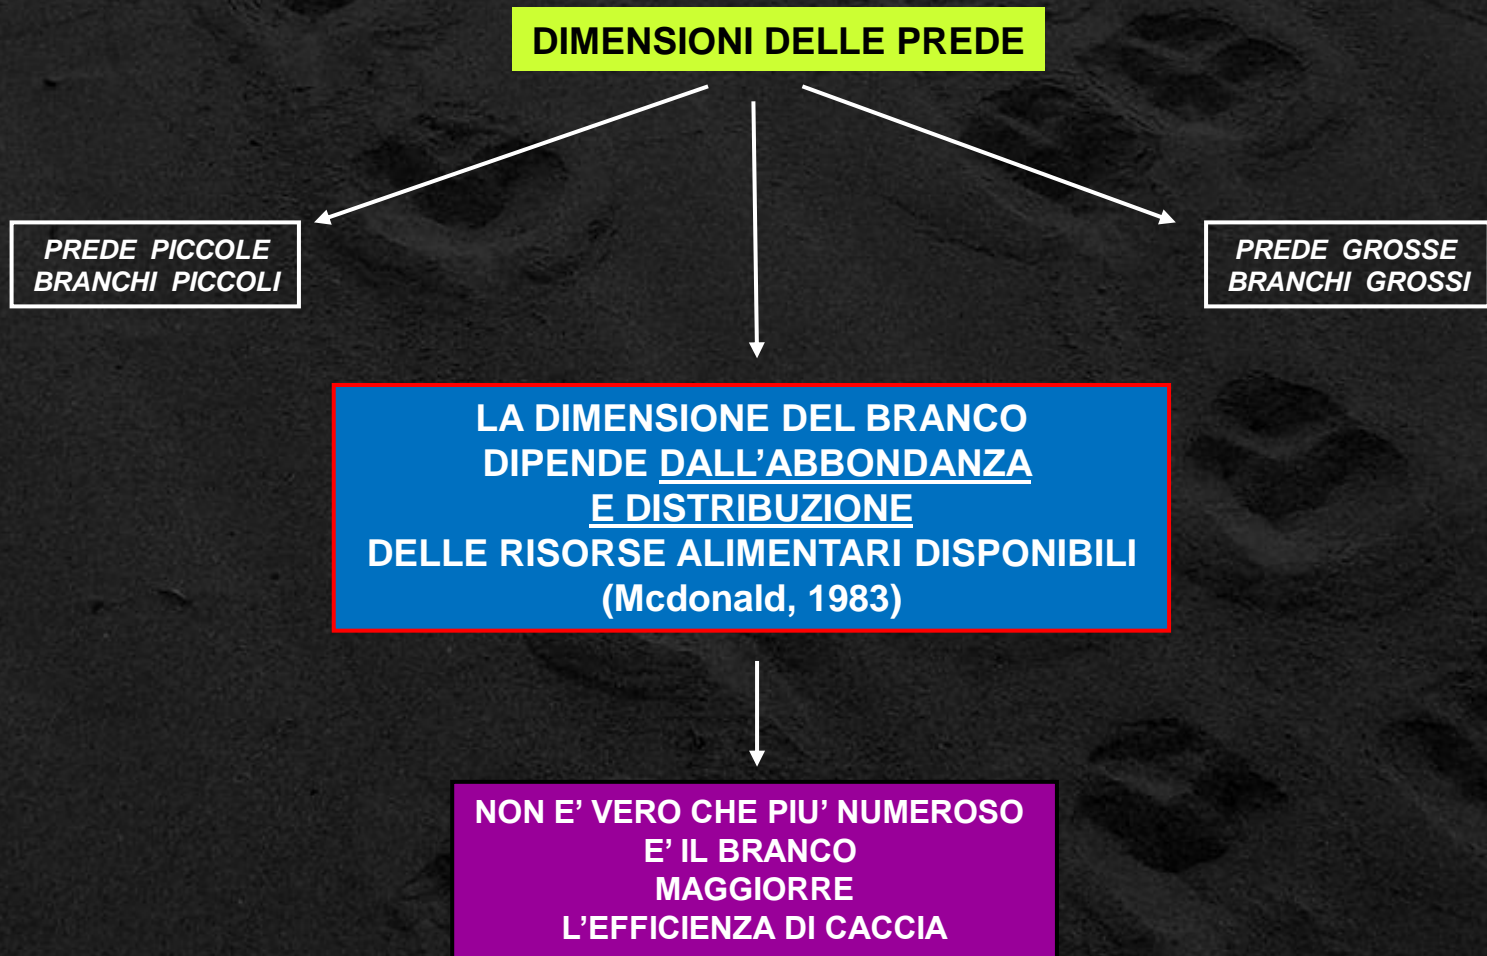 DIMENSIONI DELLE PREDE
PREDE PICCOLE
BRANCHI PICCOLI
PREDE GROSSE
BRANCHI GROSSI
LA DIMENSIONE DEL BRANCO
DIPENDE DALL’ABBONDANZA
E DISTRIBUZIONE
DELLE RISORSE ALIMENTARI DISPONIBILI
(Mcdonald, 1983)
NON E’ VERO CHE PIU’ NUMEROSO
E’ IL BRANCO
MAGGIORRE
L’EFFICIENZA DI CACCIA